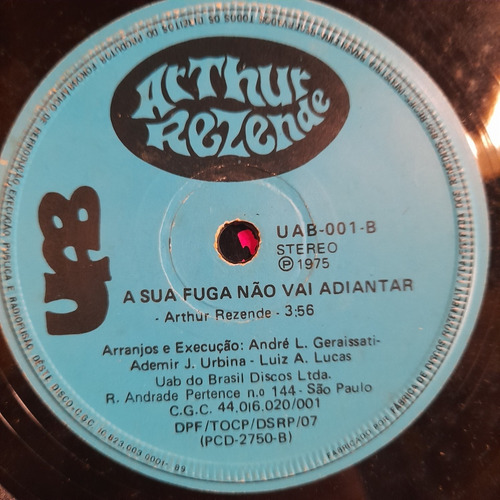 ARTHUR
REZENDE
uab
UAB-001-B
STEREO
Ⓟ 1975
A SUA FUGA NÃO VAI ADIANTAR
- Arthur Rezende - 3:56
Arranjos e Execução: André L. Geraissati-
Ademir J. Urbina - Luiz A. Lucas
Uab do Brasil Discos Ltda.
R. Andrade Pertence n.o 144 - São Paulo
C.G.C. 44.016.020/001
DPF/TOCP/DSRP/07
(PCD-2750-B)